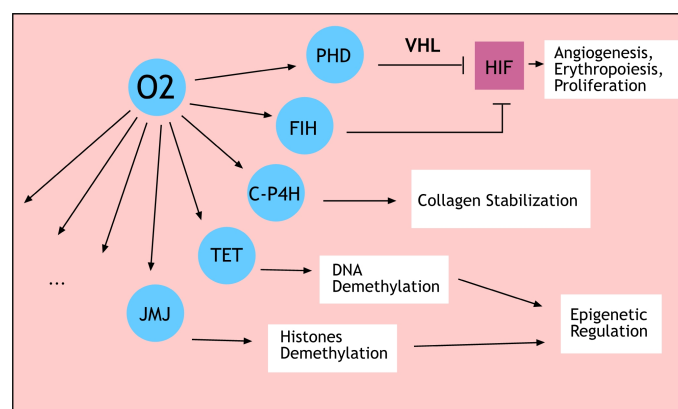 O2
PHD
VHL
HIF
Angiogenesis,
Erythropoiesis,
Proliferation
FIH
C-P4H
Collagen Stabilization
TET
DNA
Demethylation
...
JMJ
Histones
Demethylation
Epigenetic
Regulation